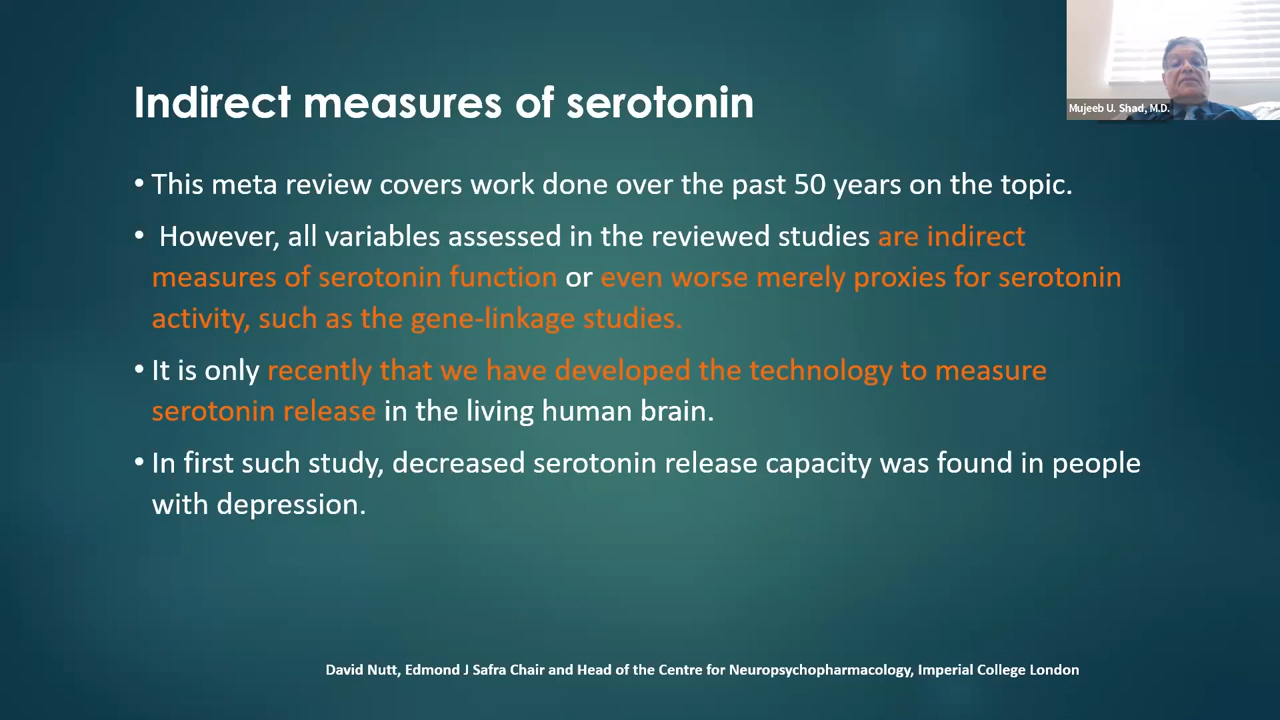 Indirect measures of serotonin
Mujeeb U. Shad, M.D.
• This meta review covers work done over the past 50 years on the topic.
• However, all variables assessed in the reviewed studies are indirect
measures of serotonin function or even worse merely proxies for serotonin
activity, such as the gene-linkage studies.
• It is only recently that we have developed the technology to measure
serotonin release in the living human brain.
• In first such study, decreased serotonin release capacity was found in people
with depression.
David Nutt, Edmond J Safra Chair and Head of the Centre for Neuropsychopharmacology, Imperial College London